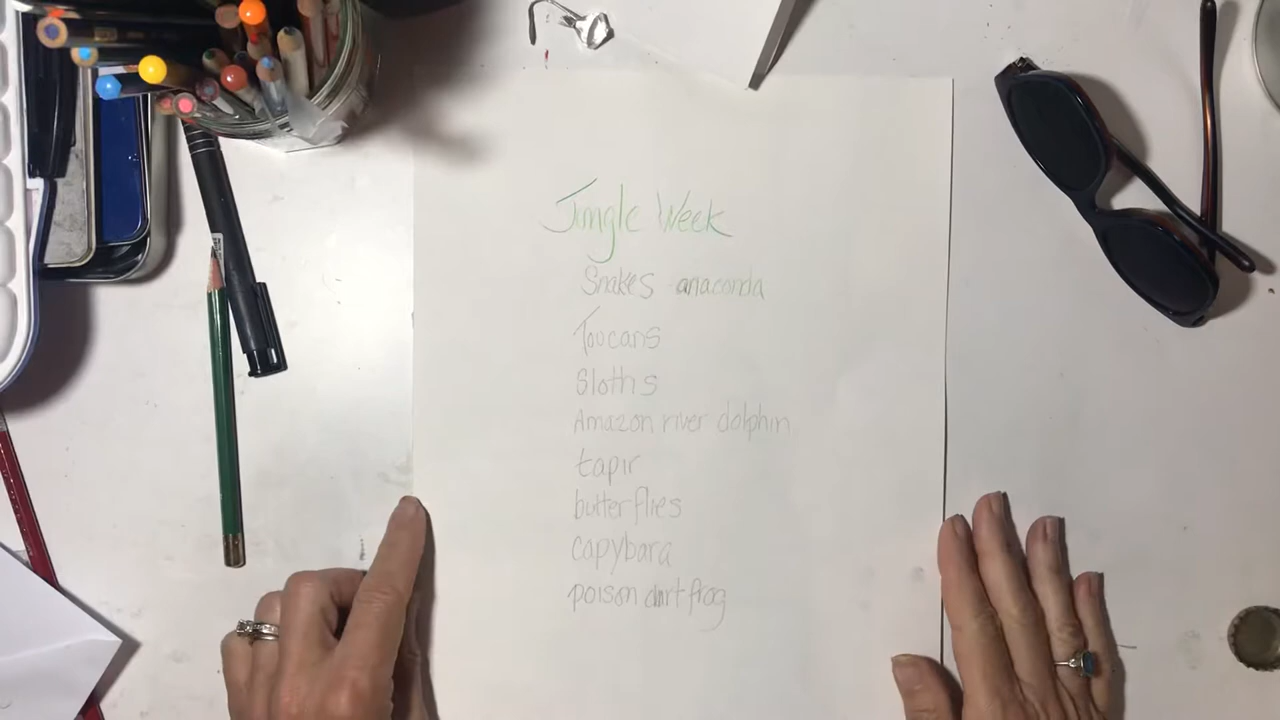 Jungle Week
Snakes anaconda
Toucans
Sloths
Amazon river dolphin
tapir
butterflies
capybara
poison dart frog